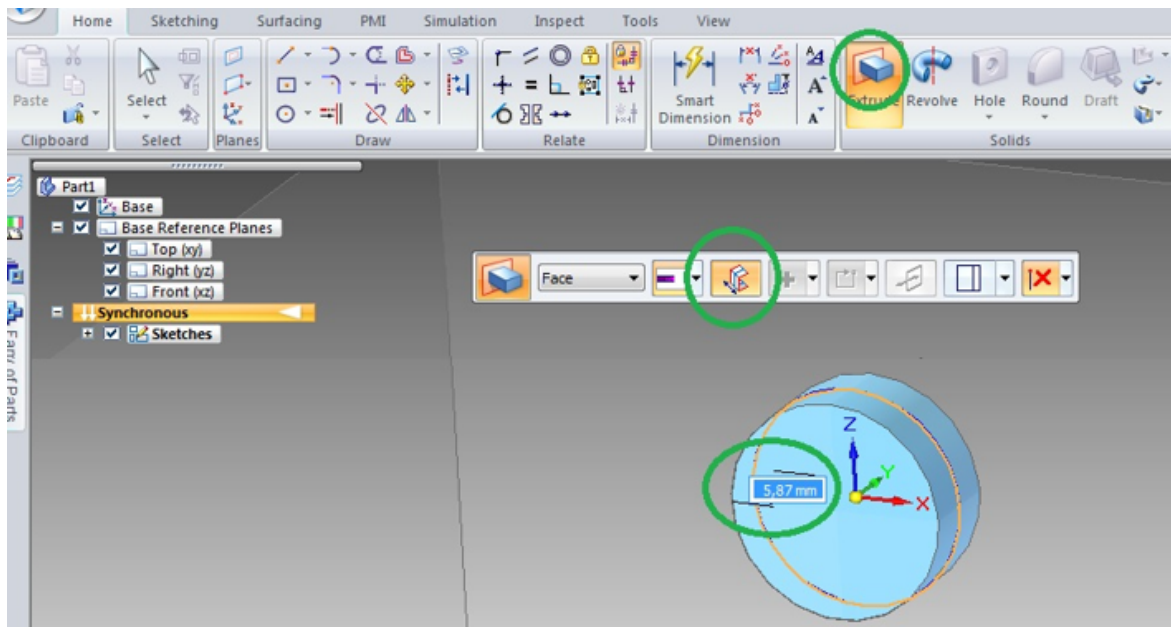 Home Sketching Surfacing PMI Simulation Inspect Tools View
Paste
Select
Smart Dimension
Extrude Revolve Hole Round Draft
Clipboard Select Planes Draw Relate Dimension Solids
Part1
Base
Base Reference Planes
Top (xy)
Right (yz)
Front (xz)
Synchronous
Sketches
Face
of Parts
Z
Y
X
5,87 mm